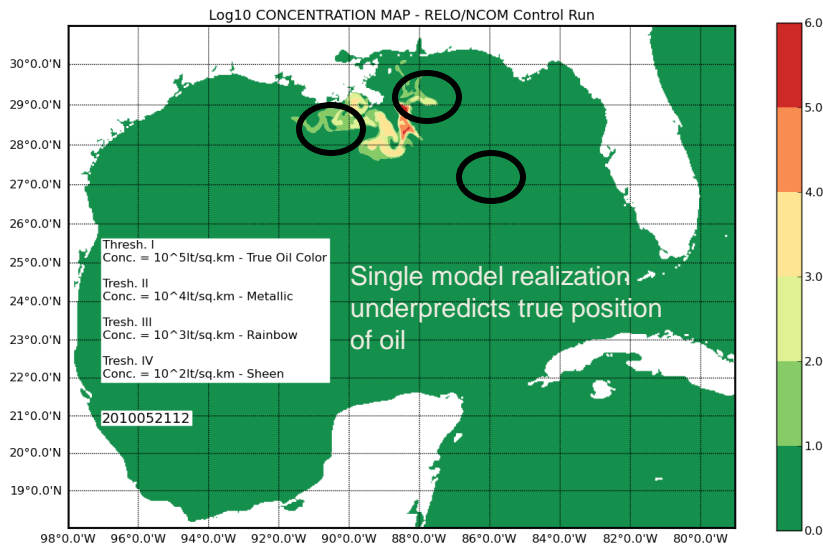 Log10 CONCENTRATION MAP - RELO/NCOM Control Run
6.0
30°0.0'N
29°0.0'N
5.0
28°0.0'N
27°0.0'N
4.0
26°0.0'N
Thresh. I
Conc. = 10^5lt/sq.km - True Oil Color
25°0.0'N
Tresh. II
Conc. = 10^4lt/sq.km - Metallic
24°0.0'N
Tresh. III
Conc. = 10^3lt/sq.km - Rainbow
23°0.0'N
Tresh. IV
Conc. = 10^2lt/sq.km - Sheen
22°0.0'N
Single model realization
underpredicts true position
of oil
3.0
2.0
2010052112
21°0.0'N
20°0.0'N
1.0
19°0.0'N
0.0
98°0.0'W 96°0.0'W 94°0.0'W 92°0.0'W 90°0.0'W 88°0.0'W 86°0.0'W 84°0.0'W 82°0.0'W 80°0.0'W